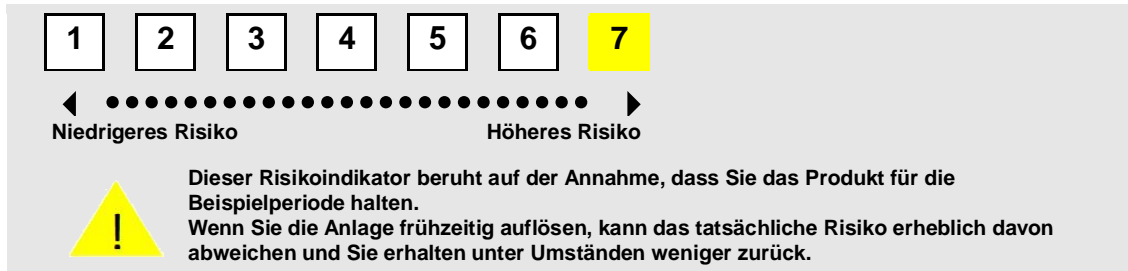 1 2 3 4 5 6 7
Niedrigeres Risiko Höheres Risiko
Dieser Risikoindikator beruht auf der Annahme, dass Sie das Produkt für die
Beispielperiode halten.
Wenn Sie die Anlage frühzeitig auflösen, kann das tatsächliche Risiko erheblich davon
abweichen und Sie erhalten unter Umständen weniger zurück.
!